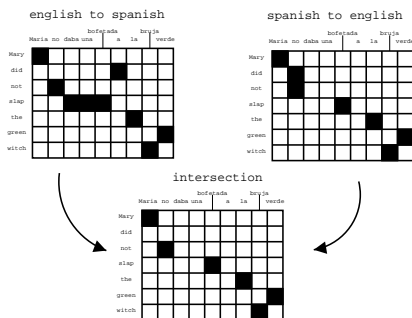 english to spanish
bofetada bruja
Maria no daba una a la verde
Mary
did
not
slap
the
green
witch
spanish to english
bofetada bruja
Maria no daba una a la verde
Mary
did
not
slap
the
green
witch
intersection
bofetada bruja
Maria no daba una a la verde
Mary
did
not
slap
the
green
witch